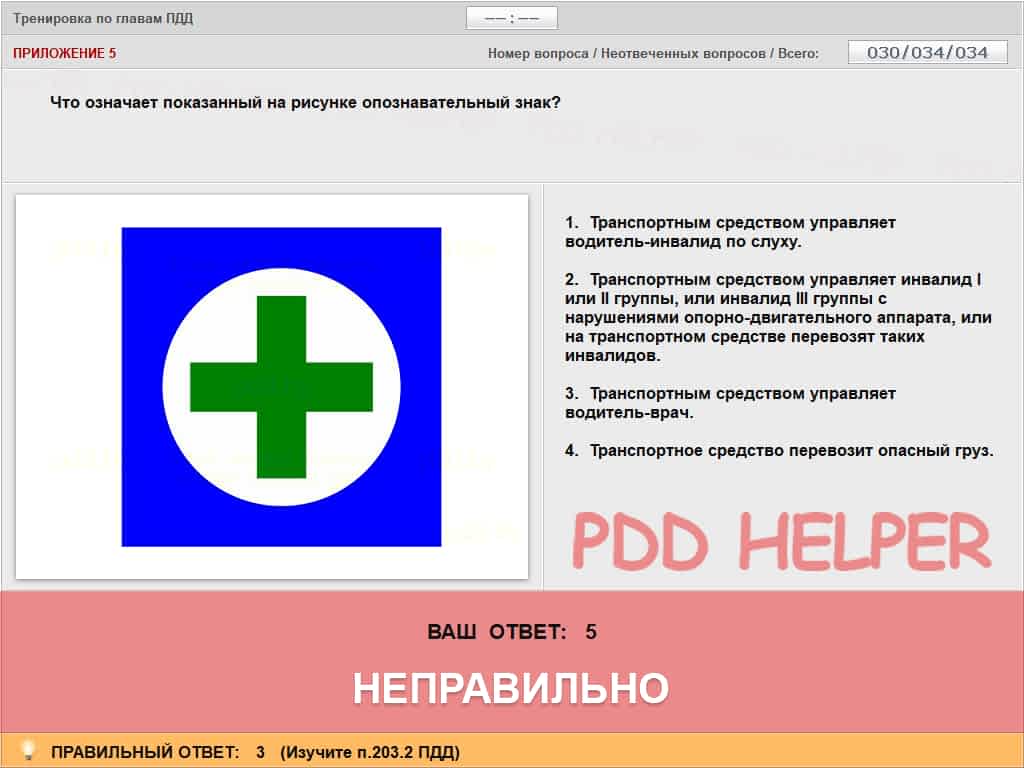 Тренировка по главам ПДД
−− : −−
ПРИЛОЖЕНИЕ 5
Номер вопроса / Неотвеченных вопросов / Всего:
030/034/034
Что означает показанный на рисунке опознавательный знак?
1. Транспортным средством управляет
водитель-инвалид по слуху.
2. Транспортным средством управляет инвалид I
или II группы, или инвалид III группы с
нарушениями опорно-двигательного аппарата, или
на транспортном средстве перевозят таких
инвалидов.
3. Транспортным средством управляет
водитель-врач.
4. Транспортное средство перевозит опасный груз.
PDD HELPER
ВАШ ОТВЕТ: 5
НЕПРАВИЛЬНО
ПРАВИЛЬНЫЙ ОТВЕТ: 3 (Изучите п.203.2 ПДД)